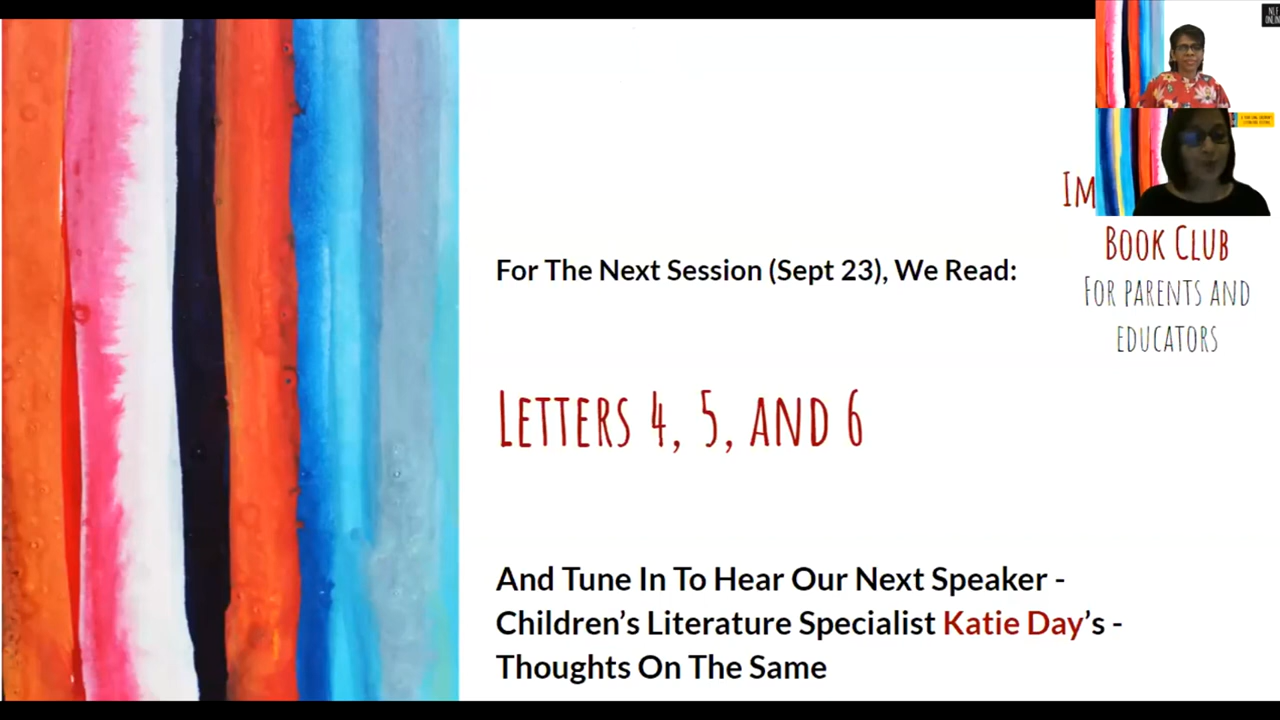 For The Next Session (Sept 23), We Read:
Letters 4, 5, and 6
And Tune In To Hear Our Next Speaker -
Children’s Literature Specialist Katie Day’s -
Thoughts On The Same
Book Club
For parents and
educators